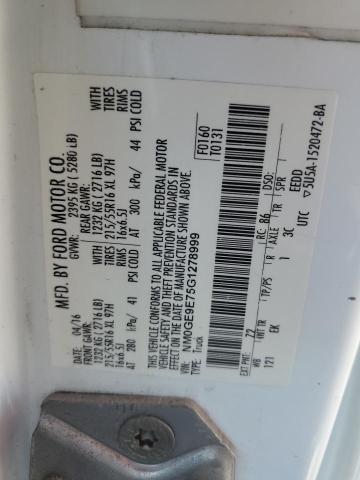 MFD. BY FORD MOTOR CO.
DATE: 04/16 GVWR: 2395 KG (5280 LB)
FRONT GAWR: REAR GAWR:
1232 KG (2716 LB) 1232 KG (2716 LB) WITH
215/55R16 XL 97H 215/55R16 XL 97H TIRES
16x6.5J 16x6.5J RIMS
AT 280 kPa/ 41 PSI COLD AT 300 kPa/ 44 PSI COLD
THIS VEHICLE CONFORMS TO ALL APPLICABLE FEDERAL MOTOR
VEHICLE SAFETY AND THEFT PREVENTION STANDARDS IN
EFFECT ON THE DATE OF MANUFACTURE SHOWN ABOVE.
VIN: NM0GE9E75G1278999
TYPE: Truck
F0160
T0131
EXT PNT: Z2 RC: B6 DSO:
WB INT TR TP/PS R AXLE TR SPR
121 EK I 1 3C EEDD
UTC ▽5U5A-1520472-BA